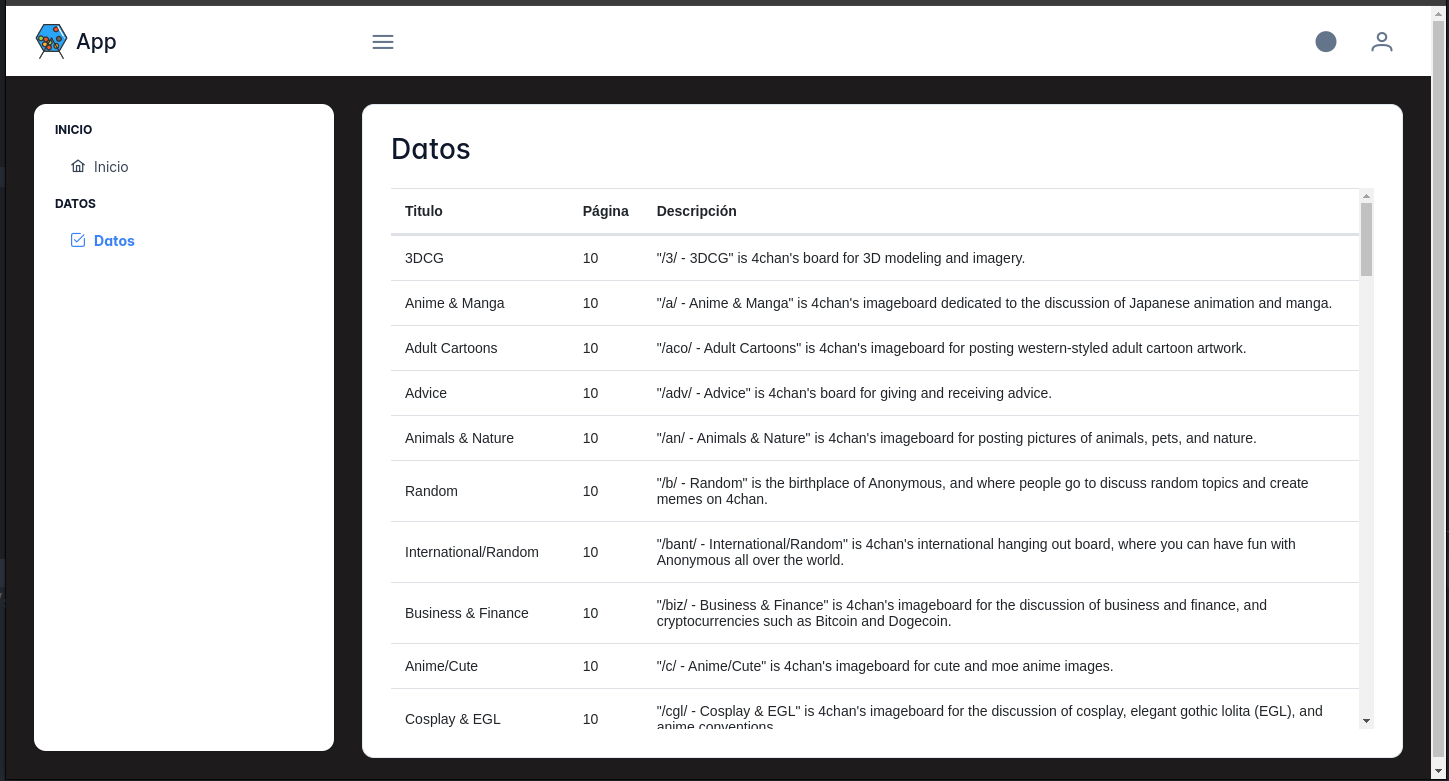 App
INICIO
Inicio
DATOS
Datos
Datos
Titulo Página Descripción
3DCG 10 "/3/ - 3DCG" is 4chan's board for 3D modeling and imagery.
Anime & Manga 10 "/a/ - Anime & Manga" is 4chan's imageboard dedicated to the discussion of Japanese animation and manga.
Adult Cartoons 10 "/aco/ - Adult Cartoons" is 4chan's imageboard for posting western-styled adult cartoon artwork.
Advice 10 "/adv/ - Advice" is 4chan's board for giving and receiving advice.
Animals & Nature 10 "/an/ - Animals & Nature" is 4chan's imageboard for posting pictures of animals, pets, and nature.
Random 10 "/b/ - Random" is the birthplace of Anonymous, and where people go to discuss random topics and create
memes on 4chan.
International/Random 10 "/bant/ - International/Random" is 4chan's international hanging out board, where you can have fun with
Anonymous all over the world.
Business & Finance 10 "/biz/ - Business & Finance" is 4chan's imageboard for the discussion of business and finance, and
cryptocurrencies such as Bitcoin and Dogecoin.
Anime/Cute 10 "/c/ - Anime/Cute" is 4chan's imageboard for cute and moe anime images.
Cosplay & EGL 10 "/cgl/ - Cosplay & EGL" is 4chan's imageboard for the discussion of cosplay, elegant gothic lolita (EGL), and
anime conventions.